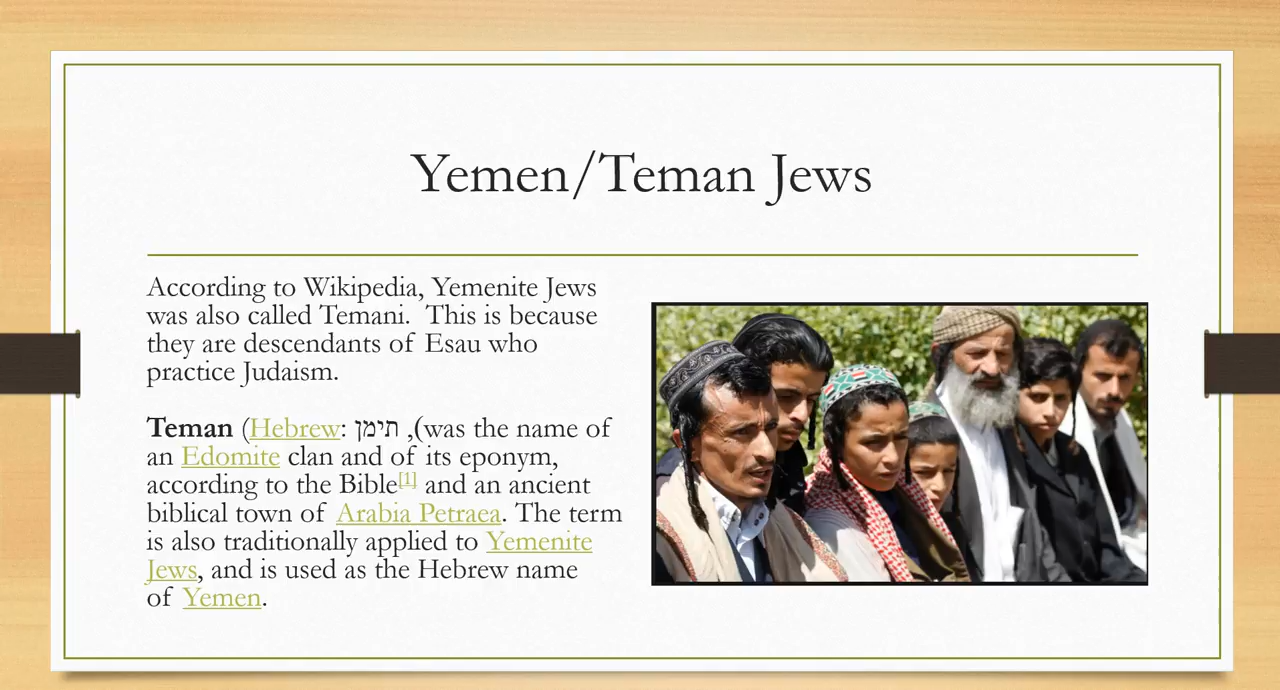 Yemen/Teman Jews
According to Wikipedia, Yemenite Jews
was also called Temani.  This is because
they are descendants of Esau who
practice Judaism.
Teman (Hebrew: תימן ,(was the name of
an Edomite clan and of its eponym,
according to the Bible[1] and an ancient
biblical town of Arabia Petraea. The term
is also traditionally applied to Yemenite
Jews, and is used as the Hebrew name
of Yemen.